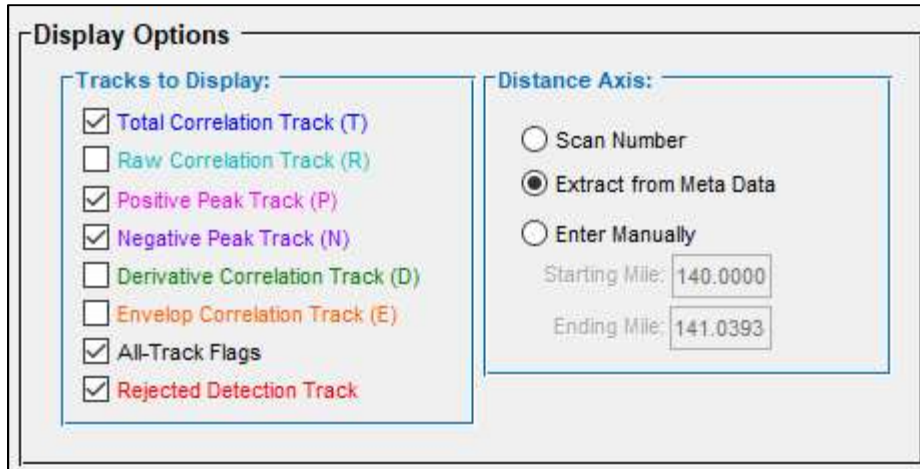 Display Options
Tracks to Display:
Total Correlation Track (T)
Raw Correlation Track (R)
Positive Peak Track (P)
Negative Peak Track (N)
Derivative Correlation Track (D)
Envelop Correlation Track (E)
All-Track Flags
Rejected Detection Track
Distance Axis:
Scan Number
Extract from Meta Data
Enter Manually
Starting Mile: 140.0000
Ending Mile: 141.0393